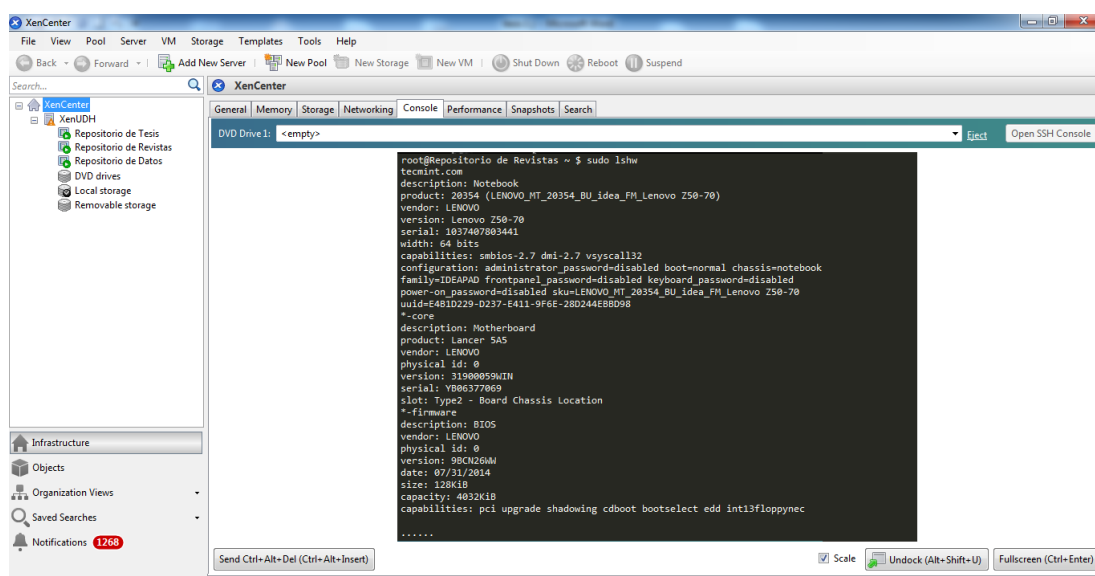 XenCenter
File View Pool Server VM Storage Templates Tools Help
Back Forward Add New Server New Pool New Storage New VM Shut Down Reboot Suspend
Search...
XenCenter
XenUDH
Repositorio de Tesis
Repositorio de Revistas
Repositorio de Datos
DVD drives
Local storage
Removable storage
Infrastructure
Objects
Organization Views
Saved Searches
Notifications 1268
XenCenter
General Memory Storage Networking Console Performance Snapshots Search
DVD Drive 1: <empty> Eject Open SSH Console
root@Repositorio de Revistas ~ $ sudo lshw
tecmint.com
description: Notebook
product: 20354 (LENOVO_MT_20354_BU_idea_FM_Lenovo Z50-70)
vendor: LENOVO
version: Lenovo Z50-70
serial: 1037407803441
width: 64 bits
capabilities: smbios-2.7 dmi-2.7 vsyscall32
configuration: administrator_password=disabled boot=normal chassis=notebook
family=IDEAPAD frontpanel_password=disabled keyboard_password=disabled
power-on_password=disabled sku=LENOVO_MT_20354_BU_idea_FM_Lenovo Z50-70
uuid=E4B1D229-D237-E411-9F6E-28D244EBBD98
*-core
description: Motherboard
product: Lancer 5A5
vendor: LENOVO
physical id: 0
version: 31900059WIN
serial: YB06377069
slot: Type2 - Board Chassis Location
*-firmware
description: BIOS
vendor: LENOVO
physical id: 0
version: 9BCN26WW
date: 07/31/2014
size: 128KiB
capacity: 4032KiB
capabilities: pci upgrade shadowing cdboot bootselect edd int13floppynec
......
Send Ctrl+Alt+Del (Ctrl+Alt+Insert) Scale Undock (Alt+Shift+U) Fullscreen (Ctrl+Enter)